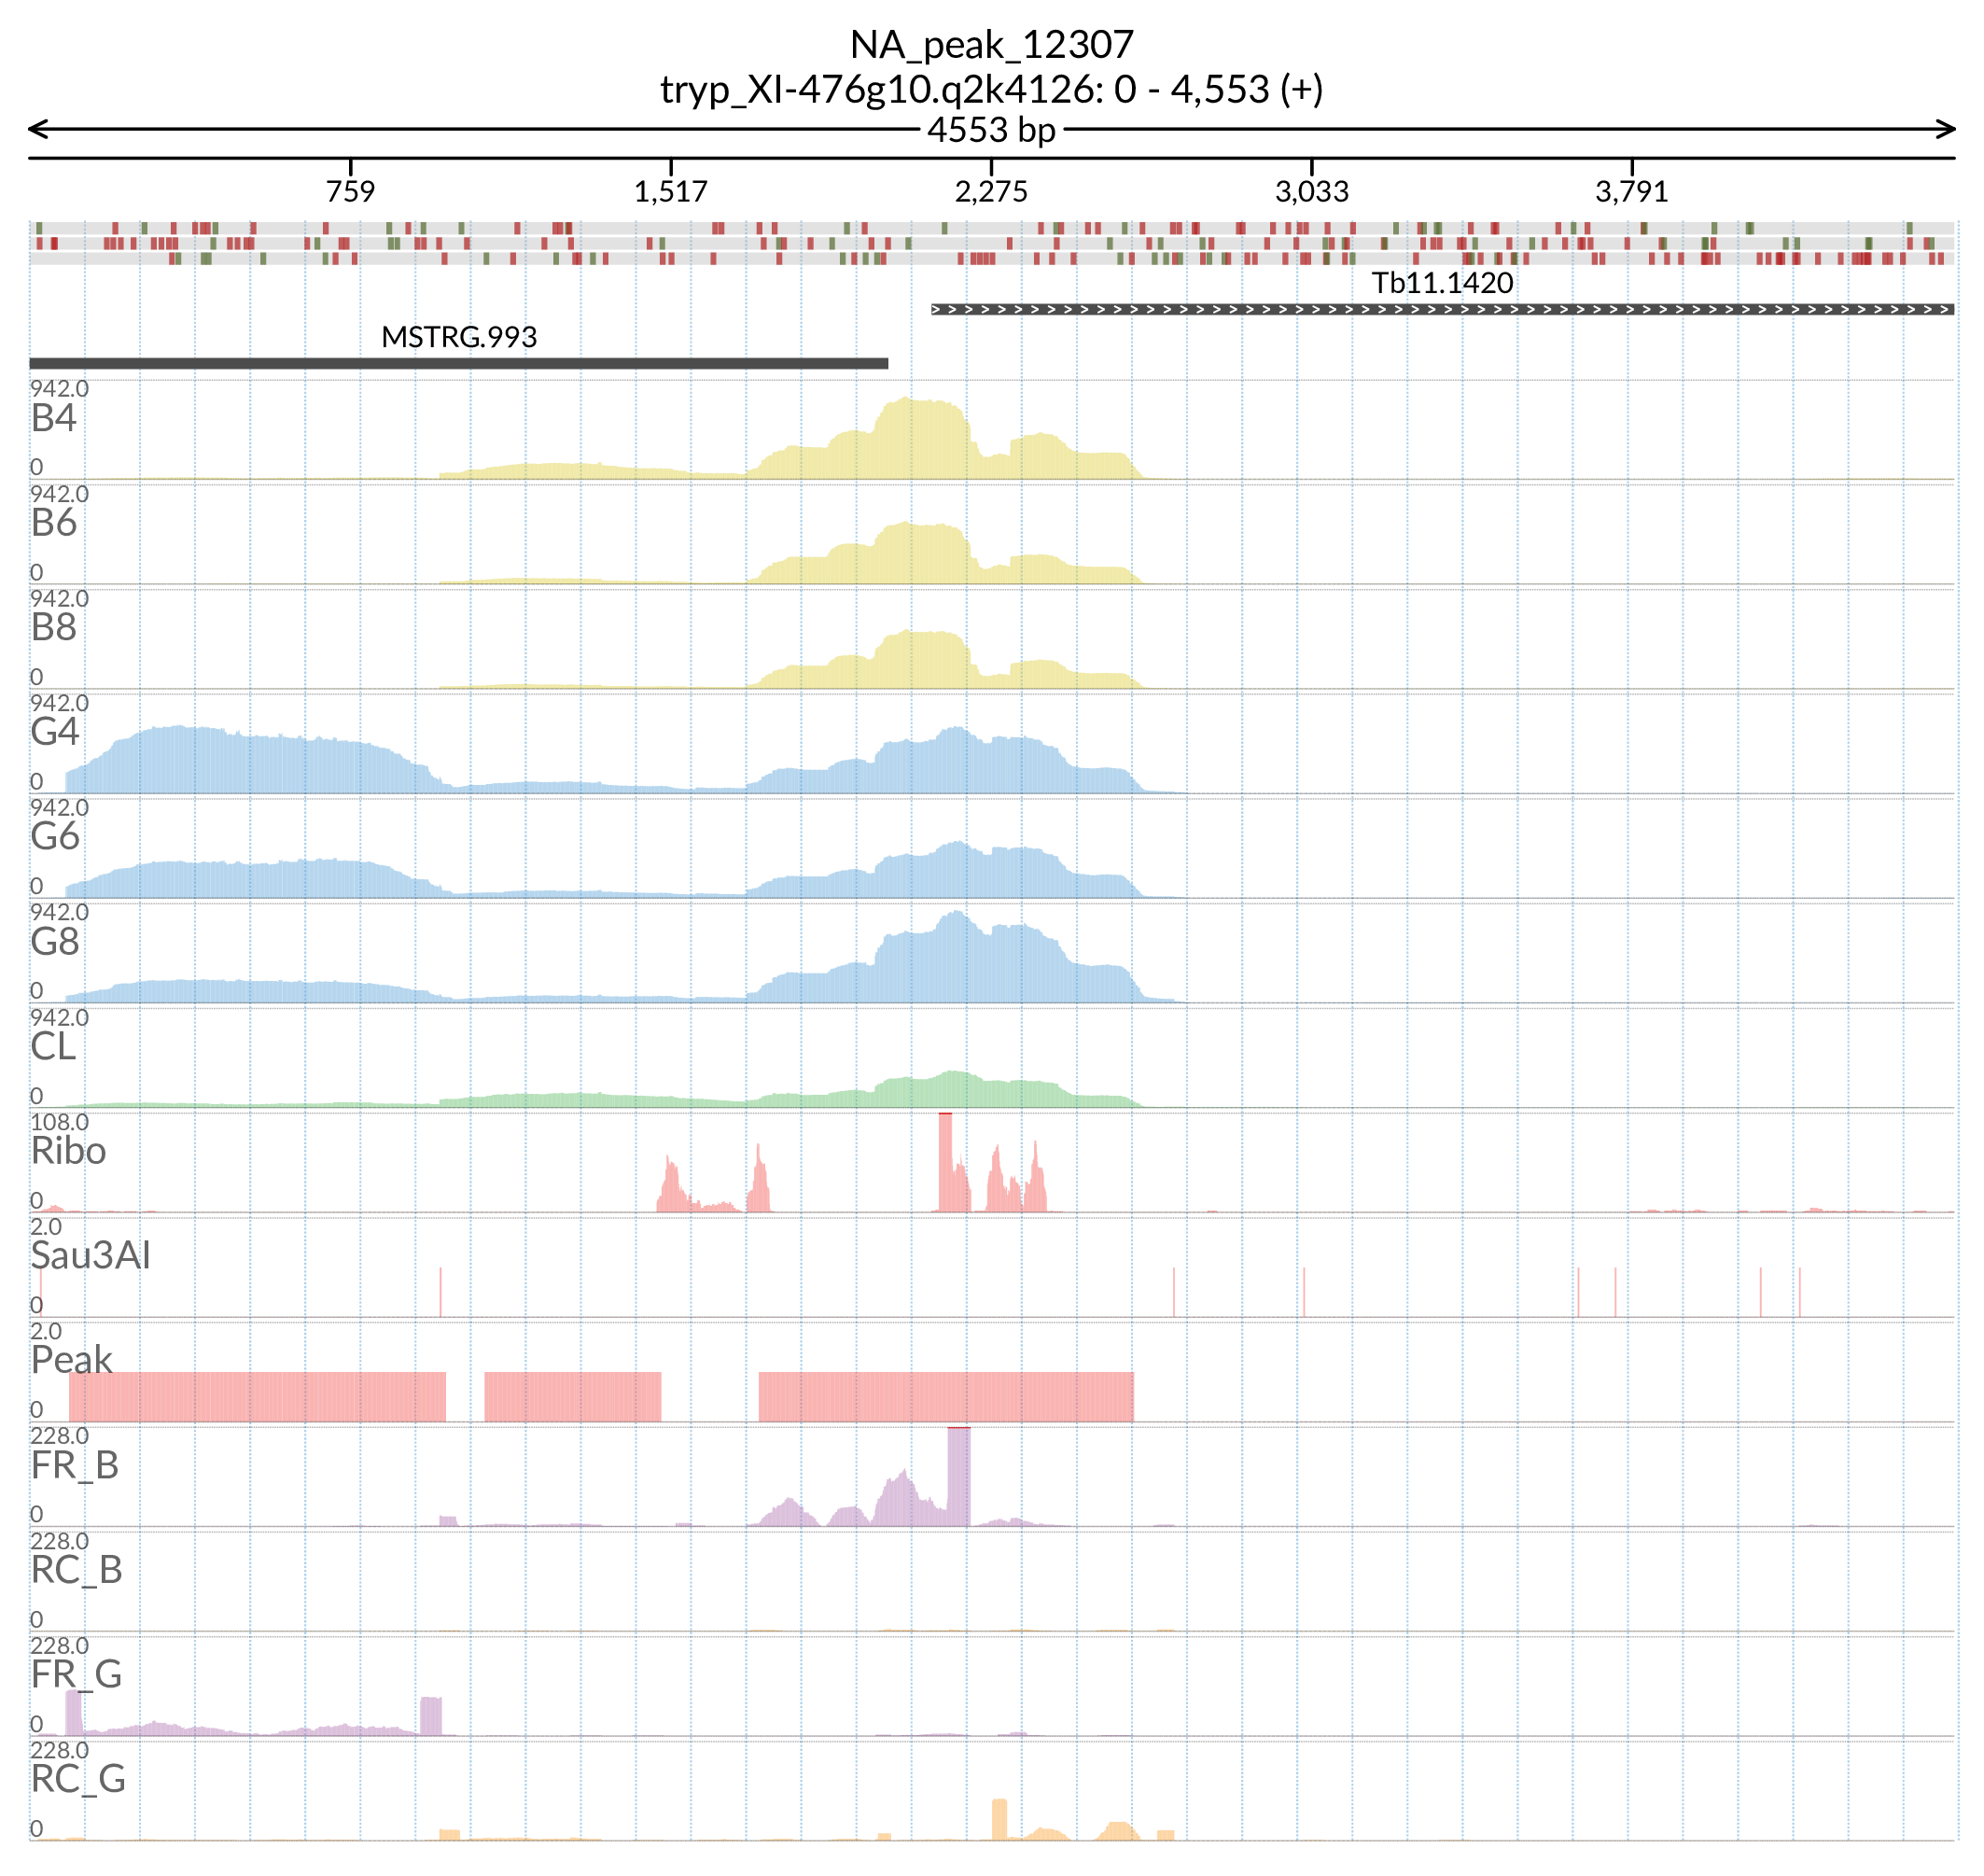 NA_peak_12307
tryp_XI-476g10.q2k4126: 0 - 4,553 (+)
4553 bp
759 1,517 2,275 3,033 3,791
Tb11.1420
MSTRG.993
942.0
B4
0
942.0
B6
0
942.0
B8
0
942.0
G4
0
942.0
G6
0
942.0
G8
0
942.0
CL
0
108.0
Ribo
0
2.0
Sau3AI
0
2.0
Peak
0
228.0
FR_B
0
228.0
RC_B
0
228.0
FR_G
0
228.0
RC_G
0